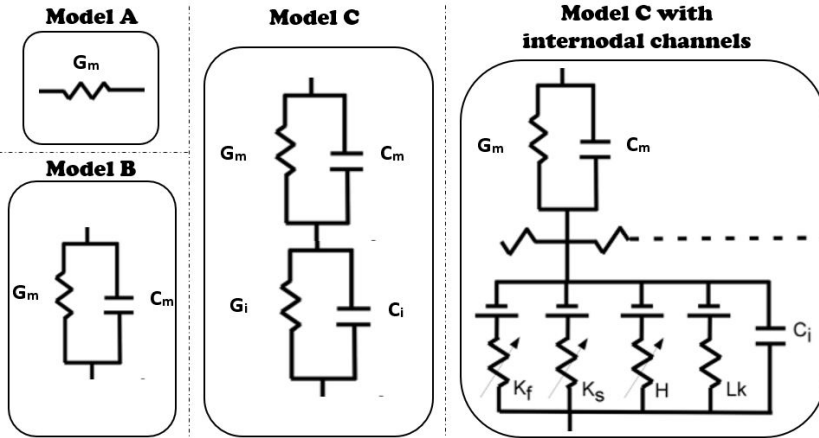 Model A
Gₘ
Model B
Gₘ
Cₘ
Model C
Gₘ
Cₘ
Gᵢ
Cᵢ
Model C with
internodal channels
Gₘ
Cₘ
K_f
Kₛ
H
Lk
Cᵢ